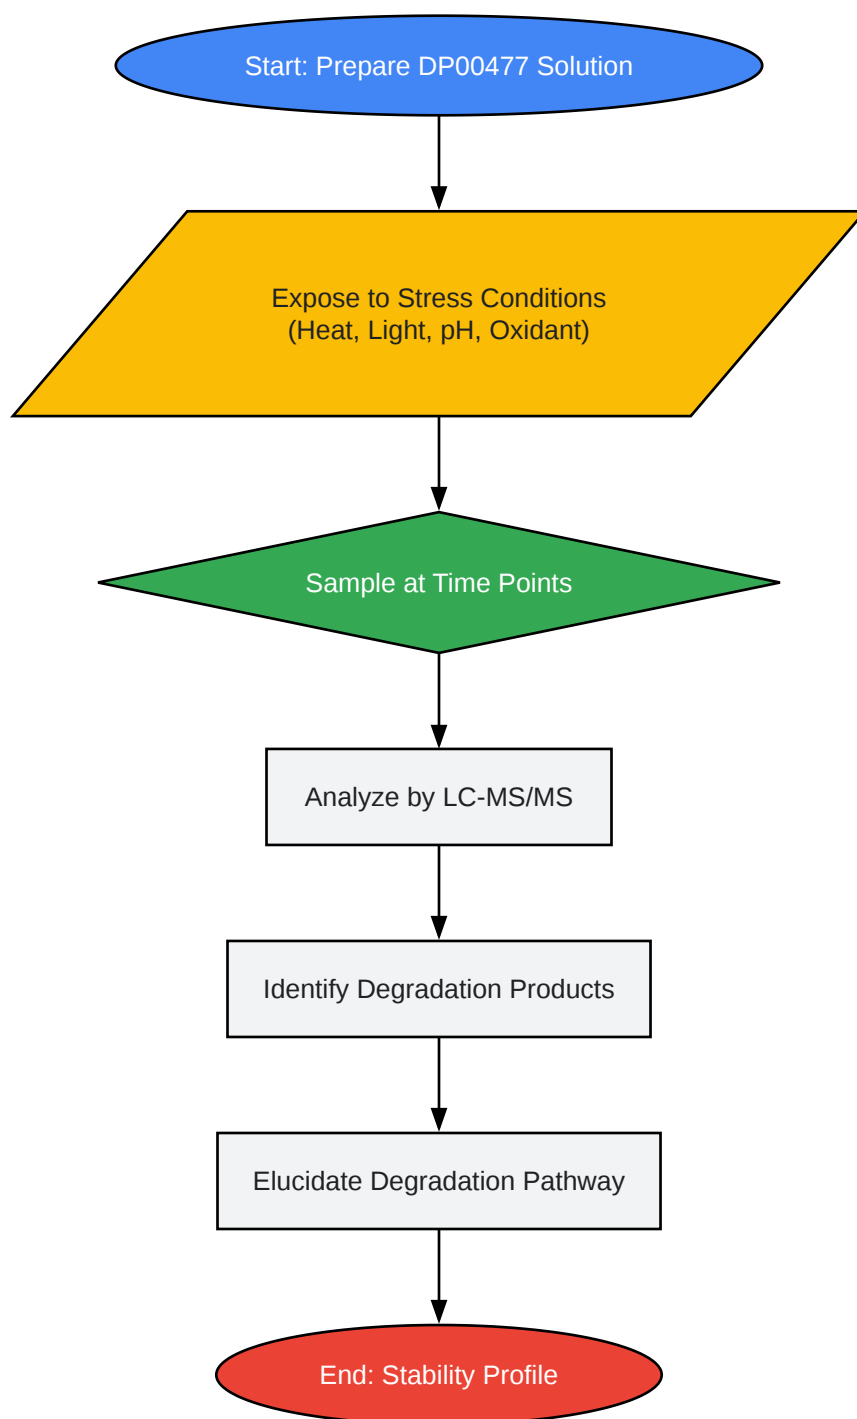 Start: Prepare DP00477 Solution
Expose to Stress Conditions
(Heat, Light, pH, Oxidant)
Sample at Time Points
Analyze by LC-MS/MS
Identify Degradation Products
Elucidate Degradation Pathway
End: Stability Profile